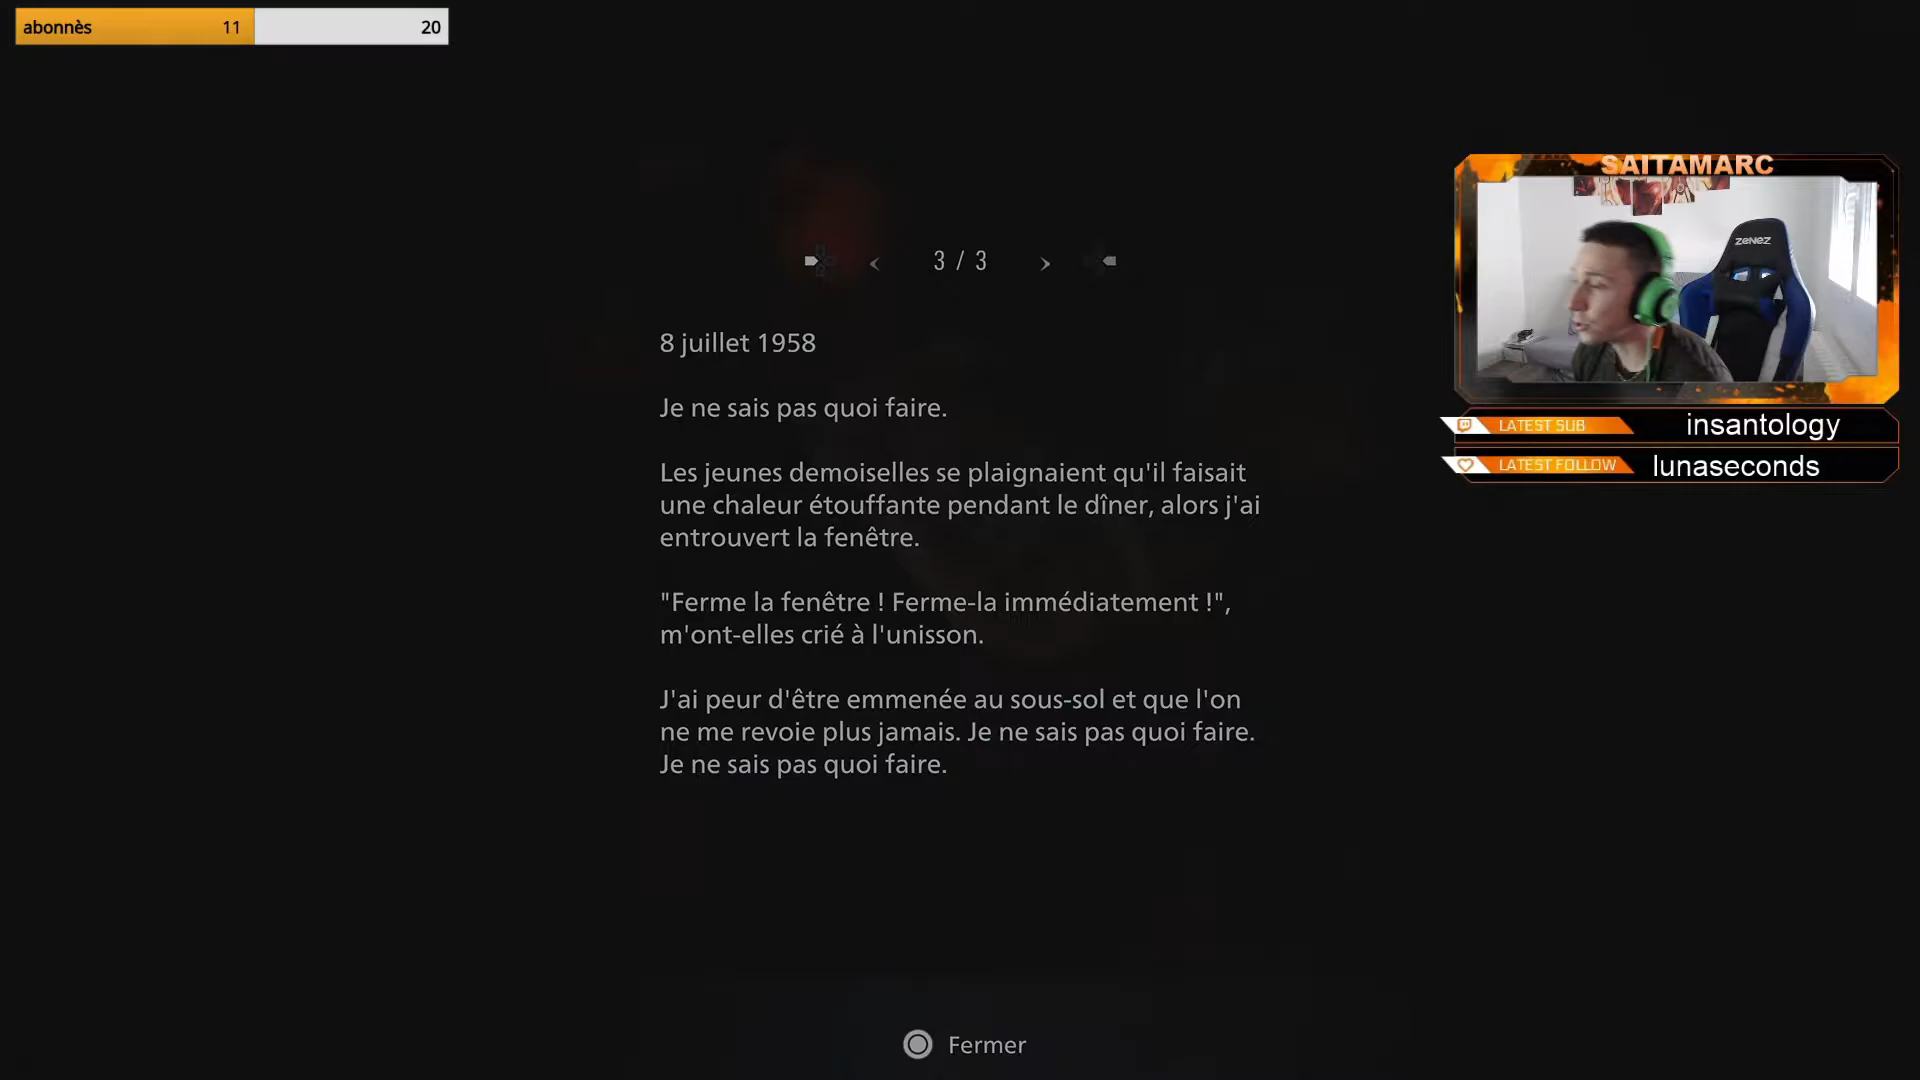 abonnès 11 20
SAITAMARC
ZENEZ
3 / 3
8 juillet 1958
Je ne sais pas quoi faire.
Les jeunes demoiselles se plaignaient qu'il faisait
une chaleur étouffante pendant le dîner, alors j'ai
entrouvert la fenêtre.
"Ferme la fenêtre ! Ferme-la immédiatement !",
m'ont-elles crié à l'unisson.
J'ai peur d'être emmenée au sous-sol et que l'on
ne me revoie plus jamais. Je ne sais pas quoi faire.
Je ne sais pas quoi faire.
LATEST SUB insantology
LATEST FOLLOW lunaseconds
Fermer